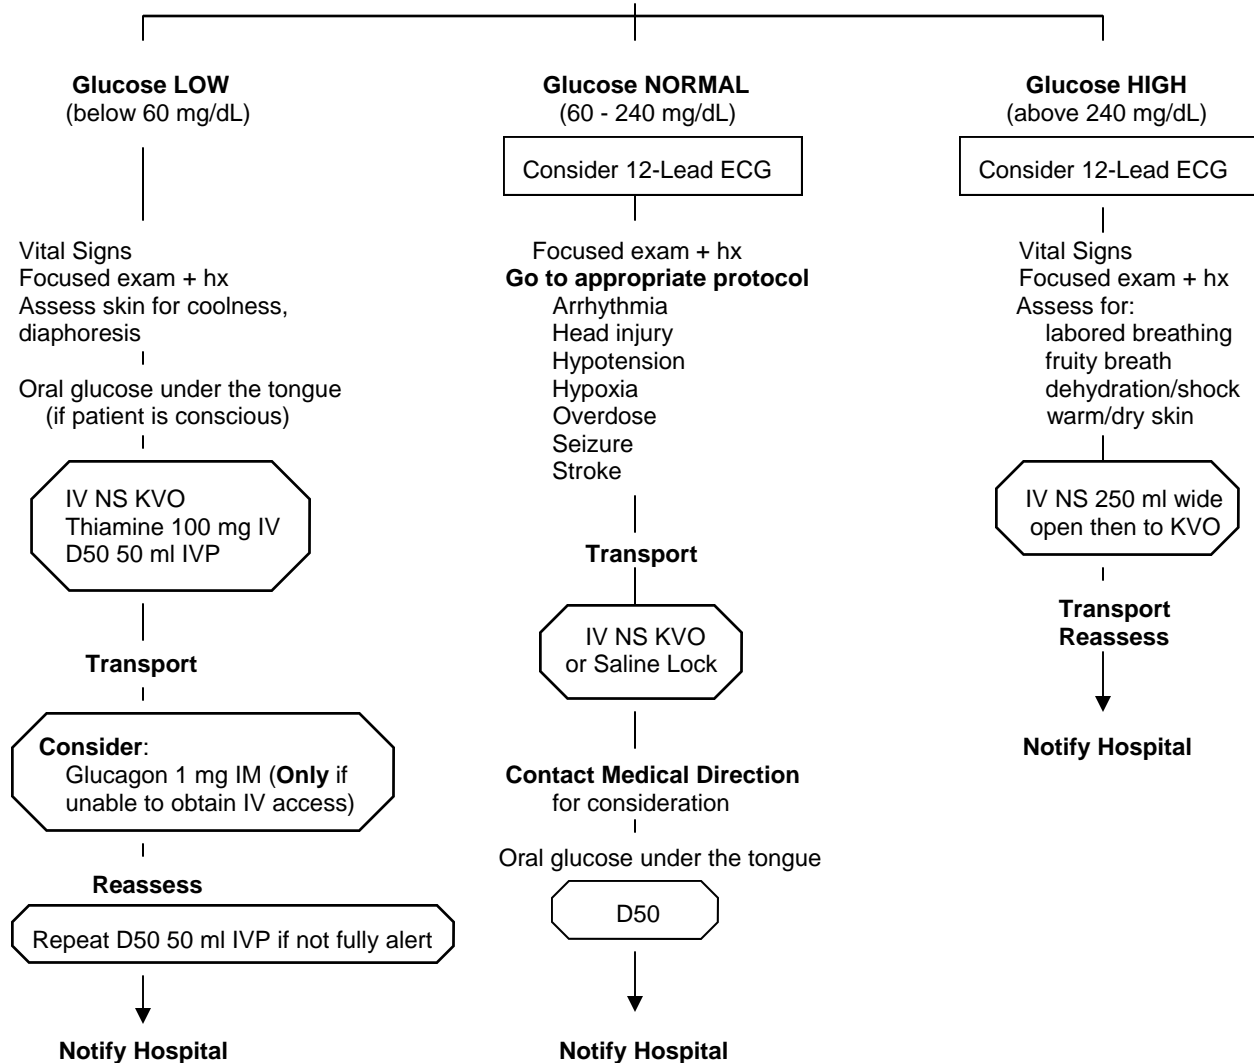 Glucose LOW
(below 60 mg/dL)
Vital Signs
Focused exam + hx
Assess skin for coolness,
diaphoresis
Oral glucose under the tongue
(if patient is conscious)
IV NS KVO
Thiamine 100 mg IV
D50 50 ml IVP
Transport
Consider:
Glucagon 1 mg IM (Only if
unable to obtain IV access)
Reassess
Repeat D50 50 ml IVP if not fully alert
Notify Hospital
Glucose NORMAL
(60 - 240 mg/dL)
Consider 12-Lead ECG
Focused exam + hx
Go to appropriate protocol
Arrhythmia
Head injury
Hypotension
Hypoxia
Overdose
Seizure
Stroke
Transport
IV NS KVO
or Saline Lock
Contact Medical Direction
for consideration
Oral glucose under the tongue
D50
Notify Hospital
Glucose HIGH
(above 240 mg/dL)
Consider 12-Lead ECG
Vital Signs
Focused exam + hx
Assess for:
labored breathing
fruity breath
dehydration/shock
warm/dry skin
IV NS 250 ml wide
open then to KVO
Transport
Reassess
Notify Hospital